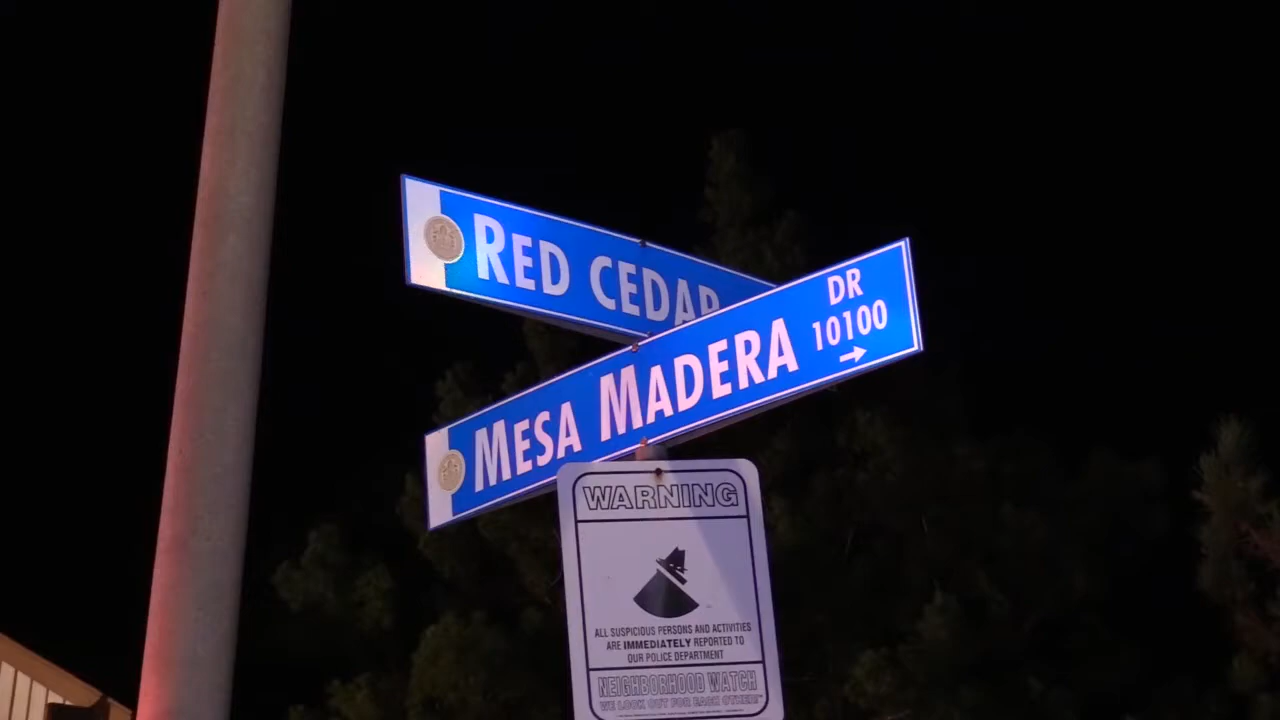 RED CEDAR
MESA MADERA DR
10100
→
WARNING
ALL SUSPICIOUS PERSONS AND ACTIVITIES
ARE IMMEDIATELY REPORTED TO
OUR POLICE DEPARTMENT
NEIGHBORHOOD WATCH
WE LOOK OUT FOR EACH OTHER!